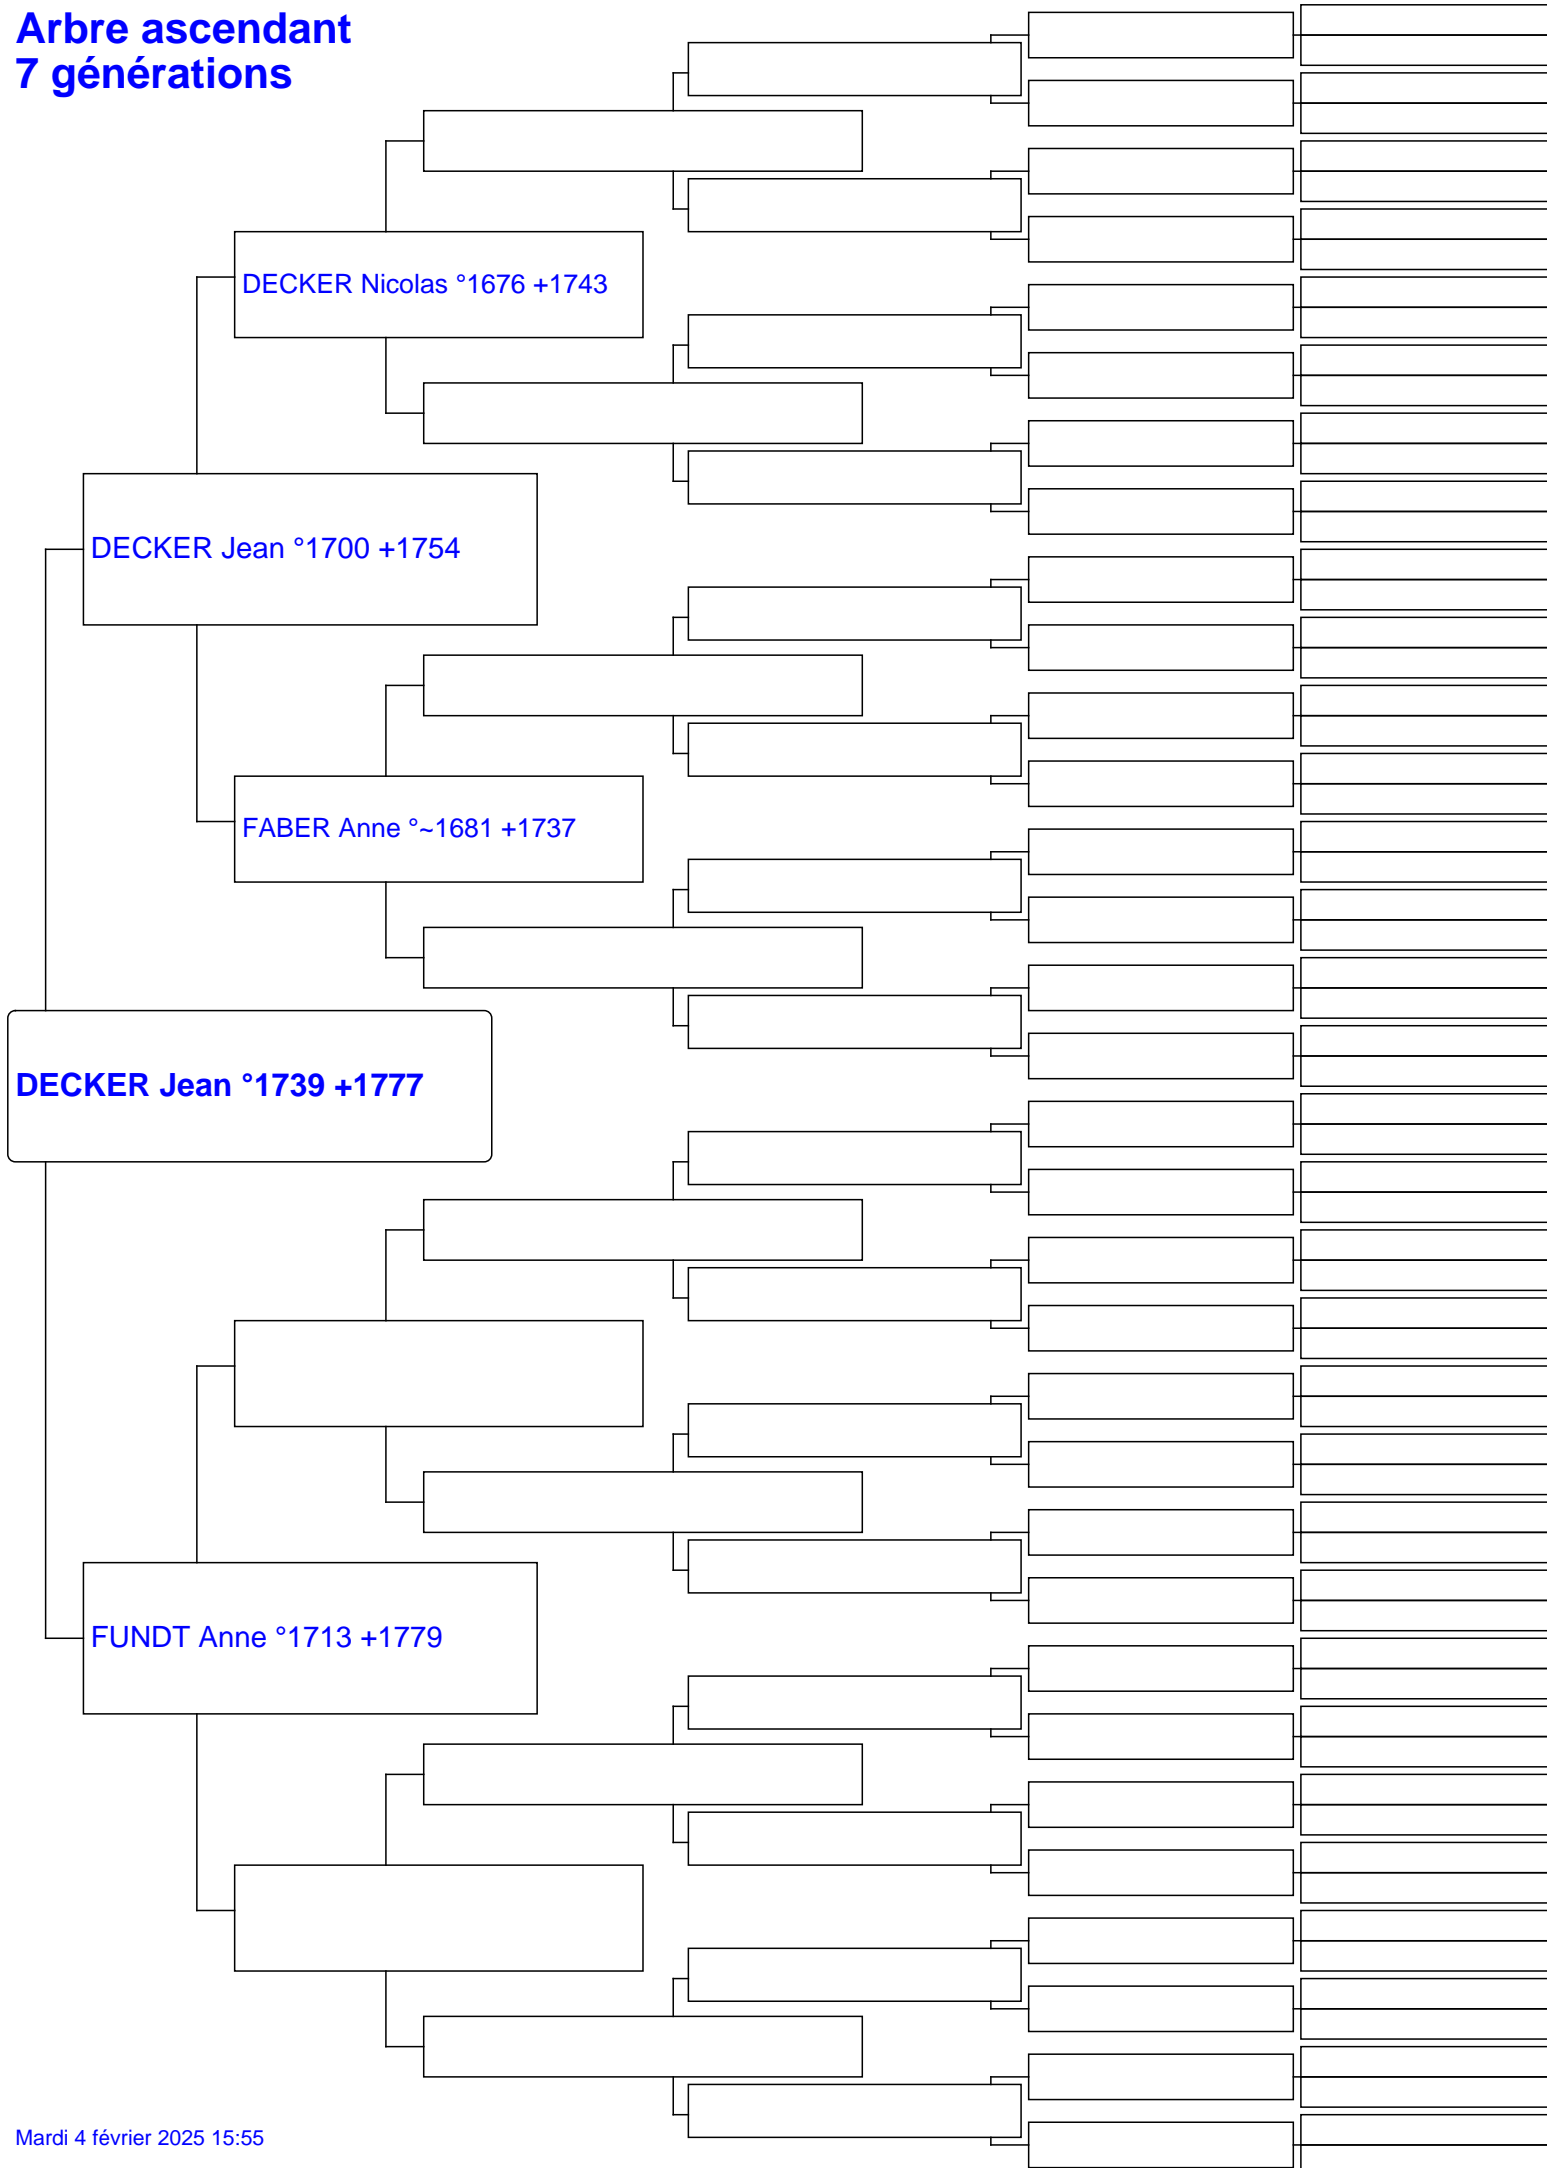 Arbre ascendant
7 générations
DECKER Nicolas °1676 +1743
DECKER Jean °1700 +1754
FABER Anne °~1681 +1737
DECKER Jean °1739 +1777
FUNDT Anne °1713 +1779
Mardi 4 février 2025 15:55